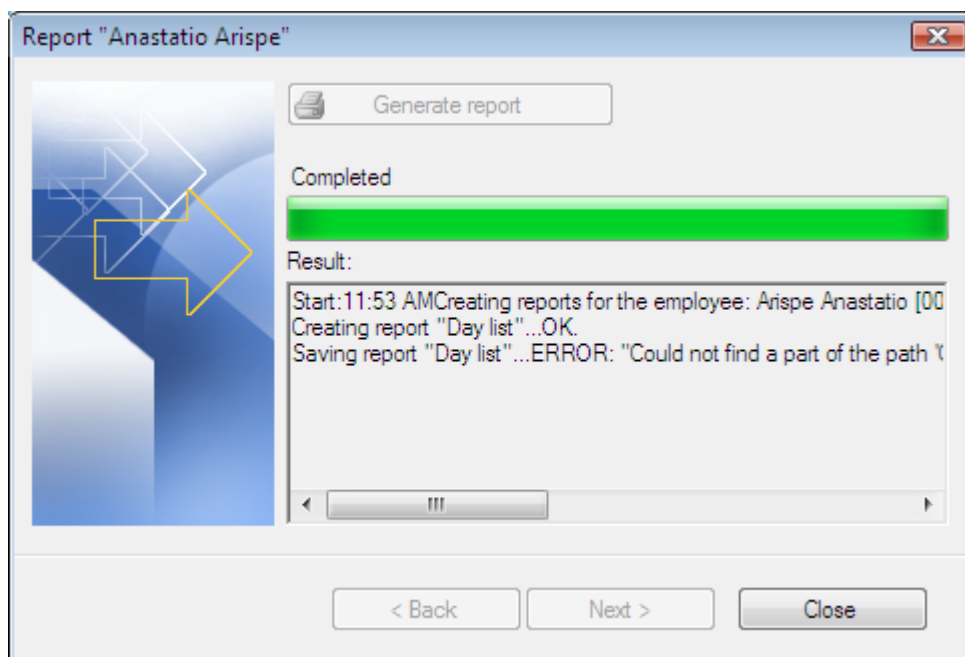 Report "Anastatio Arispe"
Generate report
Completed
Result:
Start:11:53 AMCreating reports for the employee: Arispe Anastatio [00
Creating report "Day list"...OK.
Saving report "Day list"...ERROR: "Could not find a part of the path '
< Back
Next >
Close